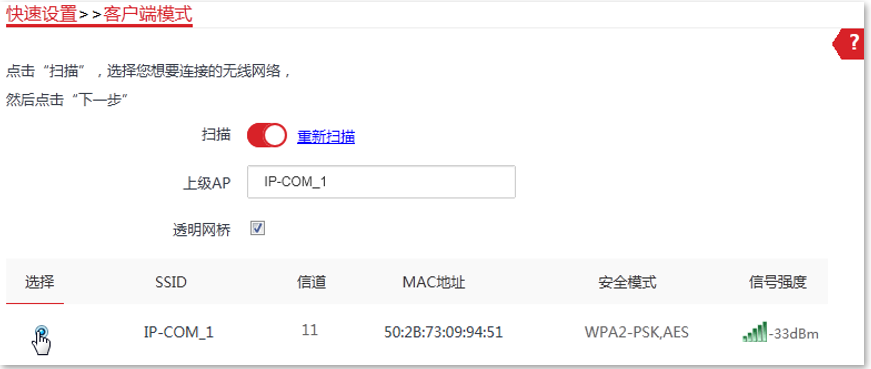 快速设置>>客户端模式
?
点击“扫描”，选择您想要连接的无线网络，
然后点击“下一步”
扫描 重新扫描
上级AP IP-COM_1
透明网桥
选择 SSID 信道 MAC地址 安全模式 信号强度
IP-COM_1 11 50:2B:73:09:94:51 WPA2-PSK,AES -33dBm